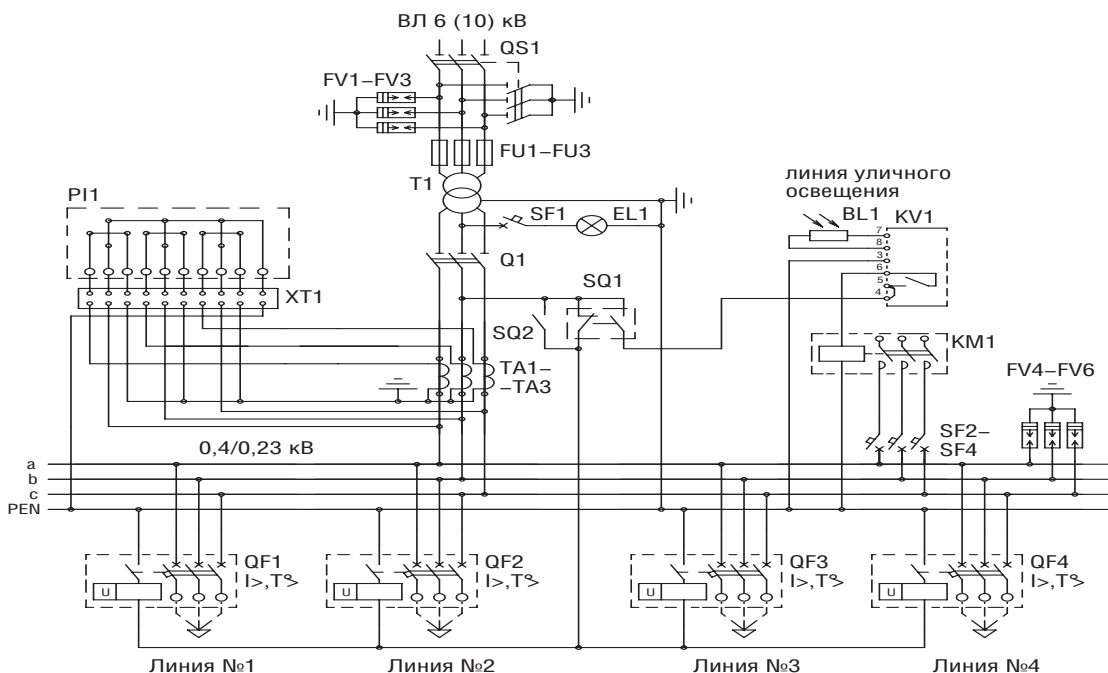 ВЛ 6 (10) кВ
QS1
FV1–FV3
FU1–FU3
линия уличного
освещения
T1
PI1
BL1
KV1
SF1
EL1
7
8
3
6
5
4
Q1
XT1
SQ1
SQ2
KM1
TA1–
-TA3
FV4–FV6
SF2–
SF4
0,4/0,23 кВ
a
b
c
PEN
QF1
I>,T°>
U
QF2
I>,T°>
U
QF3
I>,T°>
U
QF4
I>,T°>
U
Линия №1
Линия №2
Линия №3
Линия №4